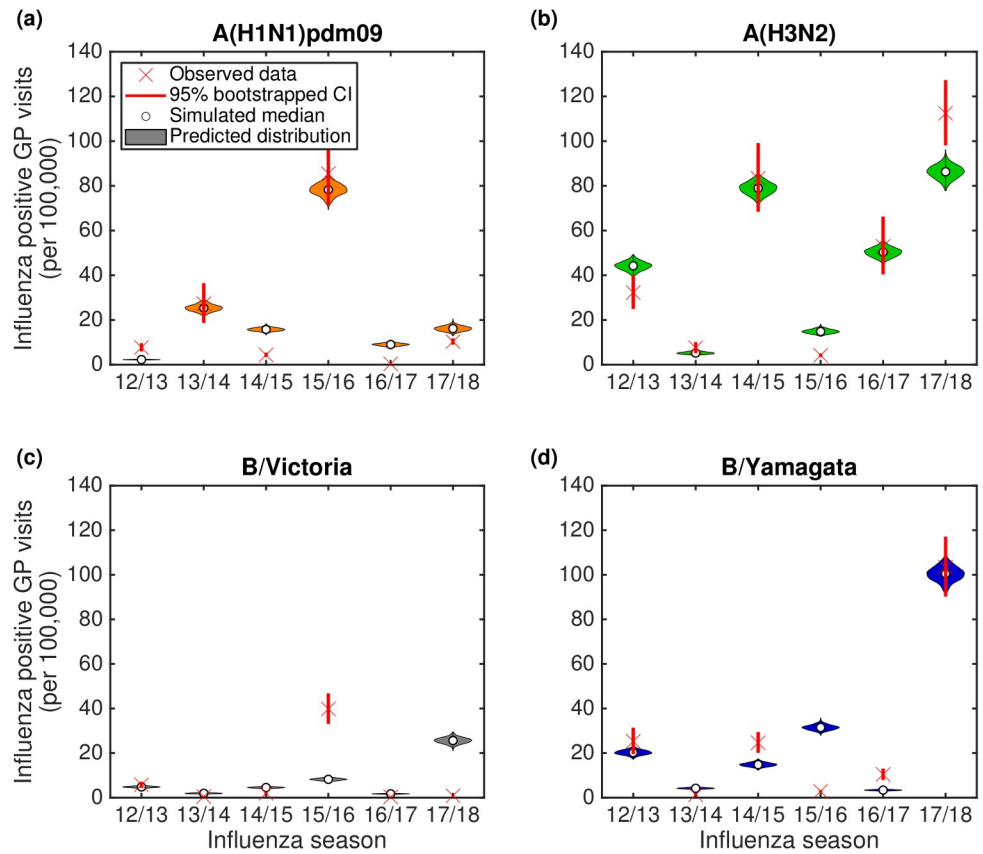 (a)
A(H1N1)pdm09
Influenza positive GP visits
(per 100,000)
140
120
100
80
60
40
20
0
Observed data
95% bootstrapped CI
Simulated median
Predicted distribution
12/13 13/14 14/15 15/16 16/17 17/18
(b)
A(H3N2)
140
120
100
80
60
40
20
0
12/13 13/14 14/15 15/16 16/17 17/18
(c)
B/Victoria
Influenza positive GP visits
(per 100,000)
140
120
100
80
60
40
20
0
12/13 13/14 14/15 15/16 16/17 17/18
Influenza season
(d)
B/Yamagata
140
120
100
80
60
40
20
0
12/13 13/14 14/15 15/16 16/17 17/18
Influenza season